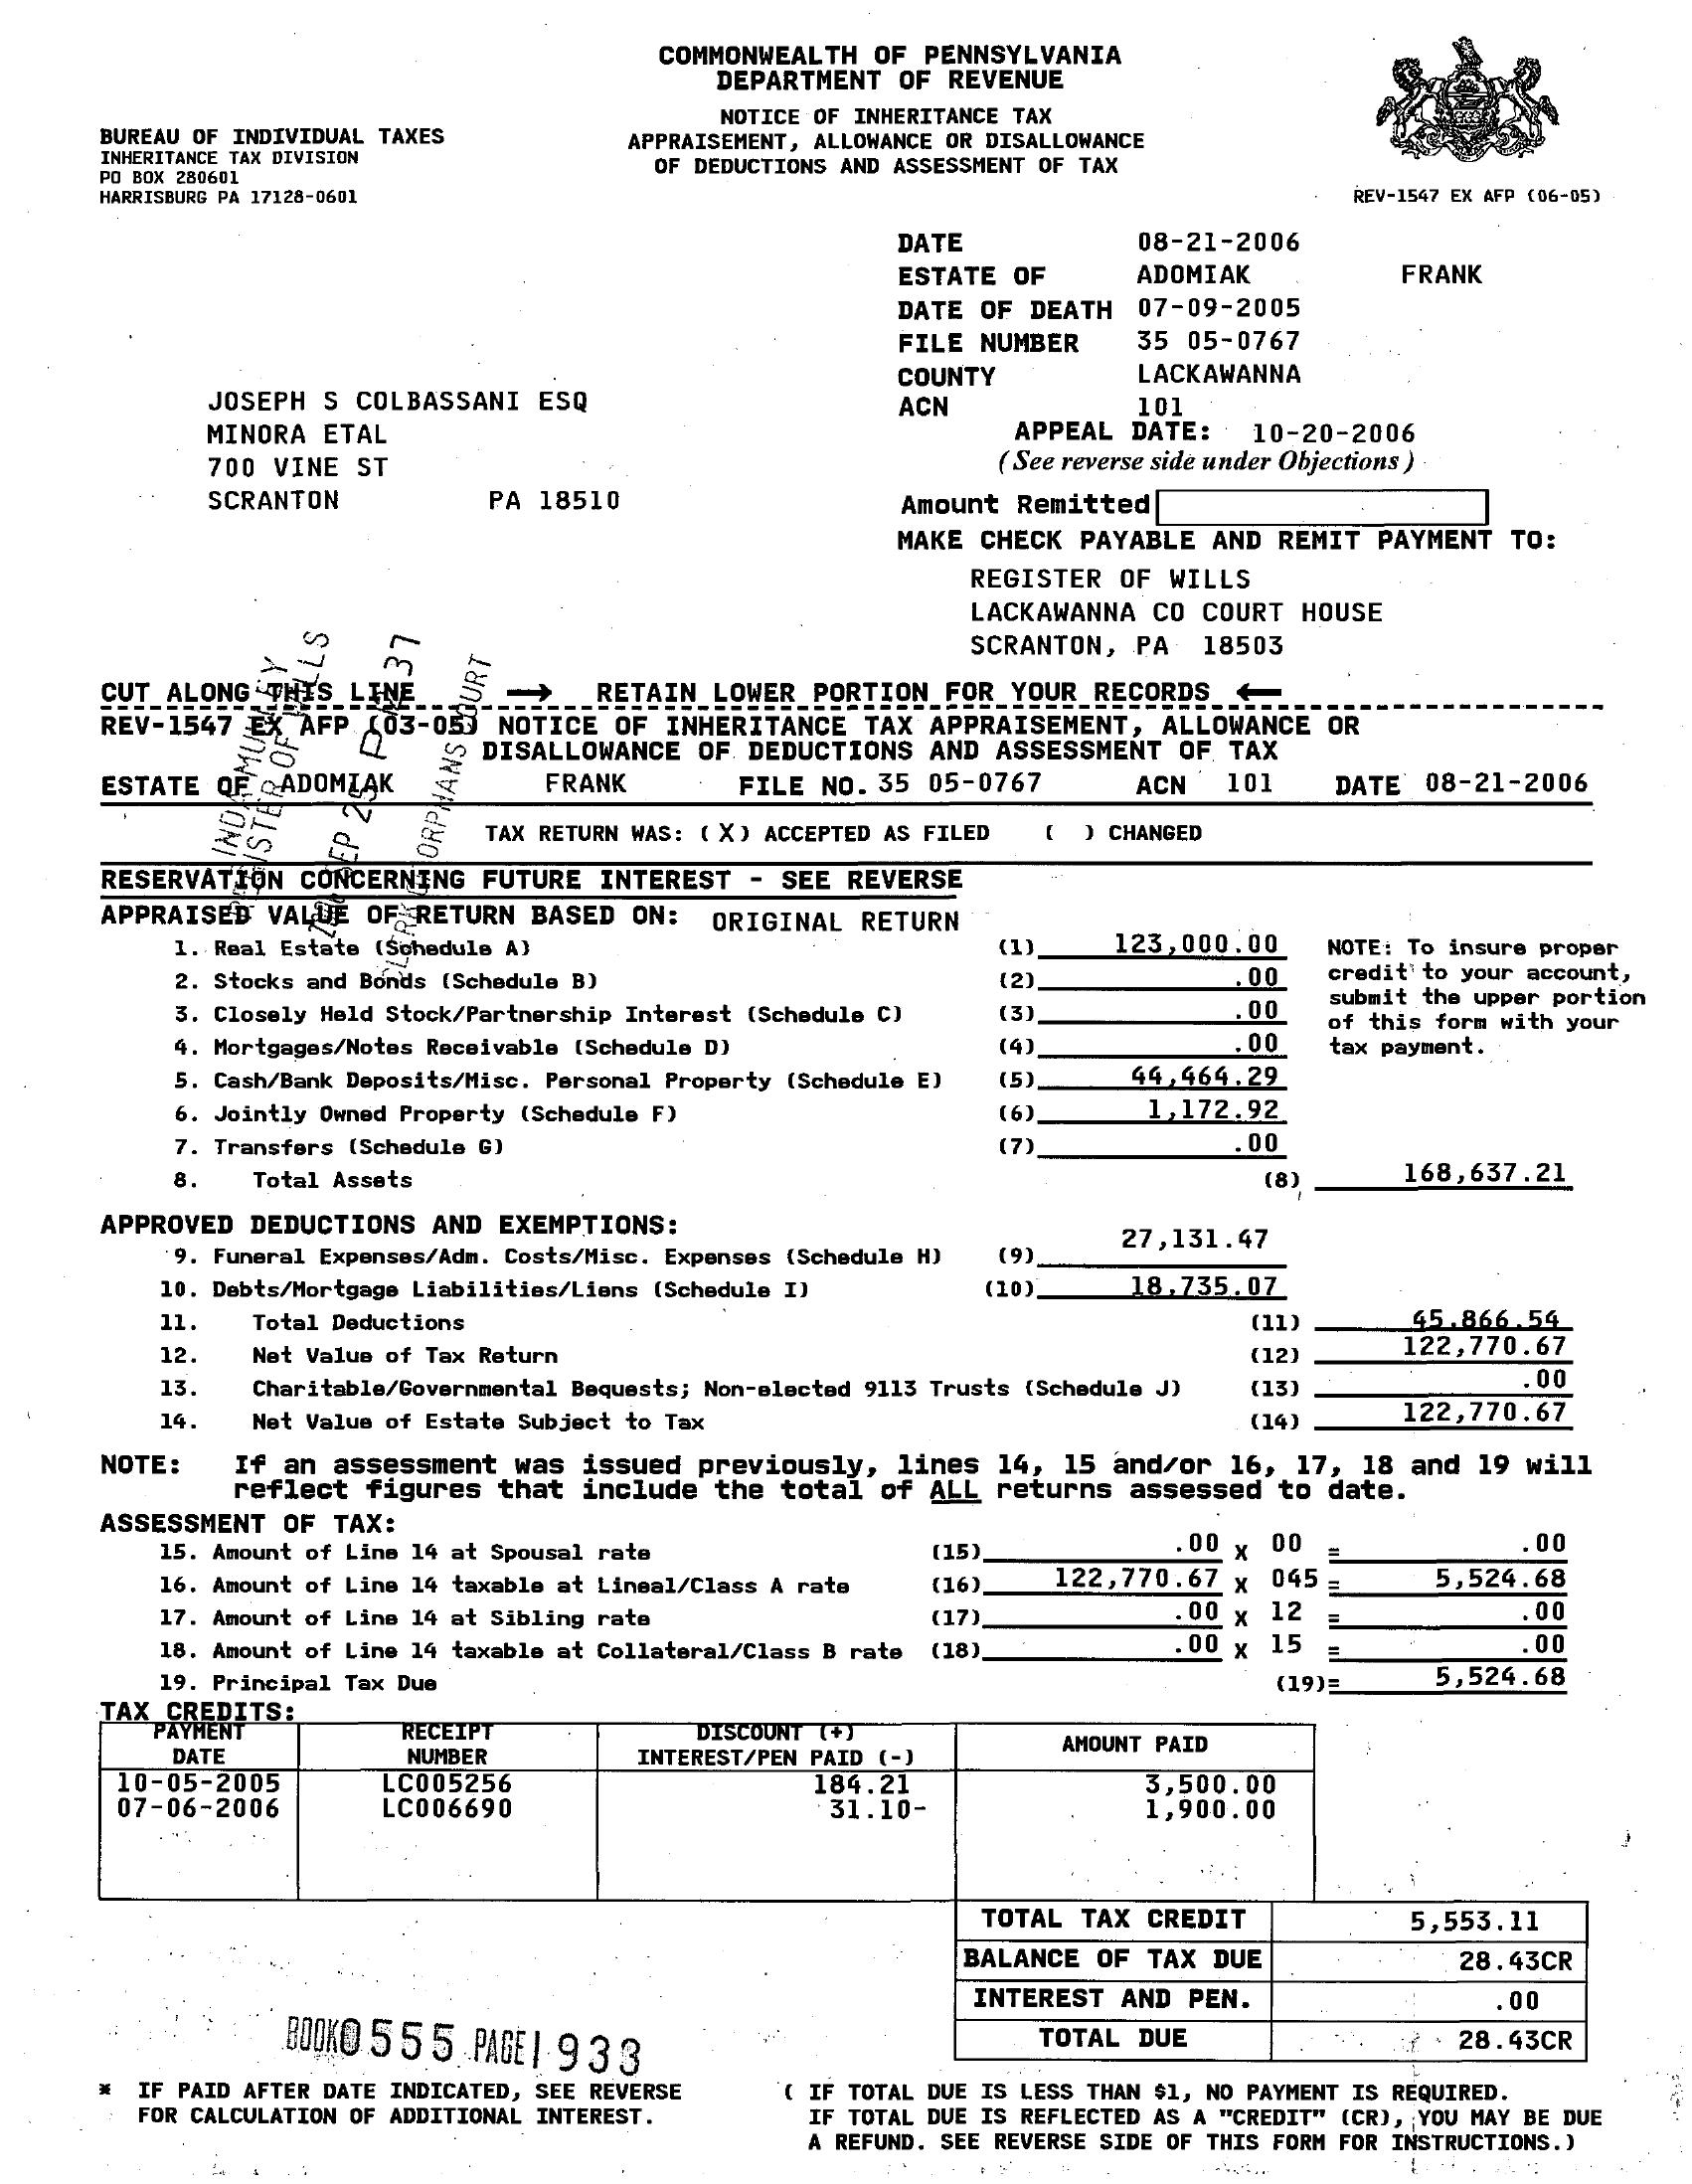 COMMONWEALTH OF PENNSYLVANIA
DEPARTMENT OF REVENUE
NOTICE OF INHERITANCE TAX
APPRAISEMENT, ALLOWANCE OR DISALLOWANCE
OF DEDUCTIONS AND ASSESSMENT OF TAX
BUREAU OF INDIVIDUAL TAXES
INHERITANCE TAX DIVISION
PO BOX 280601
HARRISBURG PA 17128-0601
REV-1547 EX AFP (06-05)
DATE 08-21-2006
ESTATE OF ADOMIAK FRANK
DATE OF DEATH 07-09-2005
FILE NUMBER 35 05-0767
COUNTY LACKAWANNA
ACN 101
APPEAL DATE: 10-20-2006
(See reverse side under Objections)
JOSEPH S COLBASSANI ESQ
MINORA ETAL
700 VINE ST
SCRANTON PA 18510
Amount Remitted
MAKE CHECK PAYABLE AND REMIT PAYMENT TO:
REGISTER OF WILLS
LACKAWANNA CO COURT HOUSE
SCRANTON, PA 18503
CUT ALONG THIS LINE → RETAIN LOWER PORTION FOR YOUR RECORDS ←
REV-1547 EX AFP (03-05) NOTICE OF INHERITANCE TAX APPRAISEMENT, ALLOWANCE OR
DISALLOWANCE OF DEDUCTIONS AND ASSESSMENT OF TAX
ESTATE OF ADOMIAK FRANK FILE NO. 35 05-0767 ACN 101 DATE 08-21-2006
TAX RETURN WAS: (X) ACCEPTED AS FILED ( ) CHANGED
RESERVATION CONCERNING FUTURE INTEREST - SEE REVERSE
APPRAISED VALUE OF RETURN BASED ON: ORIGINAL RETURN
1. Real Estate (Schedule A) (1) 123,000.00
2. Stocks and Bonds (Schedule B) (2) .00
3. Closely Held Stock/Partnership Interest (Schedule C) (3) .00
4. Mortgages/Notes Receivable (Schedule D) (4) .00
5. Cash/Bank Deposits/Misc. Personal Property (Schedule E) (5) 44,464.29
6. Jointly Owned Property (Schedule F) (6) 1,172.92
7. Transfers (Schedule G) (7) .00
8. Total Assets (8) 168,637.21
NOTE: To insure proper
credit to your account,
submit the upper portion
of this form with your
tax payment.
APPROVED DEDUCTIONS AND EXEMPTIONS:
9. Funeral Expenses/Adm. Costs/Misc. Expenses (Schedule H) (9) 27,131.47
10. Debts/Mortgage Liabilities/Liens (Schedule I) (10) 18,735.07
11. Total Deductions (11) 45,866.54
12. Net Value of Tax Return (12) 122,770.67
13. Charitable/Governmental Bequests; Non-elected 9113 Trusts (Schedule J) (13) .00
14. Net Value of Estate Subject to Tax (14) 122,770.67
NOTE: If an assessment was issued previously, lines 14, 15 and/or 16, 17, 18 and 19 will
reflect figures that include the total of ALL returns assessed to date.
ASSESSMENT OF TAX:
15. Amount of Line 14 at Spousal rate (15) .00 X 00 = .00
16. Amount of Line 14 taxable at Lineal/Class A rate (16) 122,770.67 X 045 = 5,524.68
17. Amount of Line 14 at Sibling rate (17) .00 X 12 = .00
18. Amount of Line 14 taxable at Collateral/Class B rate (18) .00 X 15 = .00
19. Principal Tax Due (19)= 5,524.68
TAX CREDITS:
PAYMENT DATE RECEIPT NUMBER DISCOUNT (+) INTEREST/PEN PAID (-) AMOUNT PAID
10-05-2005 LC005256 184.21 3,500.00
07-06-2006 LC006690 31.10- 1,900.00
TOTAL TAX CREDIT 5,553.11
BALANCE OF TAX DUE 28.43CR
INTEREST AND PEN. .00
TOTAL DUE 28.43CR
BOOK 0555 PAGE 1933
* IF PAID AFTER DATE INDICATED, SEE REVERSE
FOR CALCULATION OF ADDITIONAL INTEREST.
( IF TOTAL DUE IS LESS THAN $1, NO PAYMENT IS REQUIRED.
IF TOTAL DUE IS REFLECTED AS A "CREDIT" (CR), YOU MAY BE DUE
A REFUND. SEE REVERSE SIDE OF THIS FORM FOR INSTRUCTIONS.)